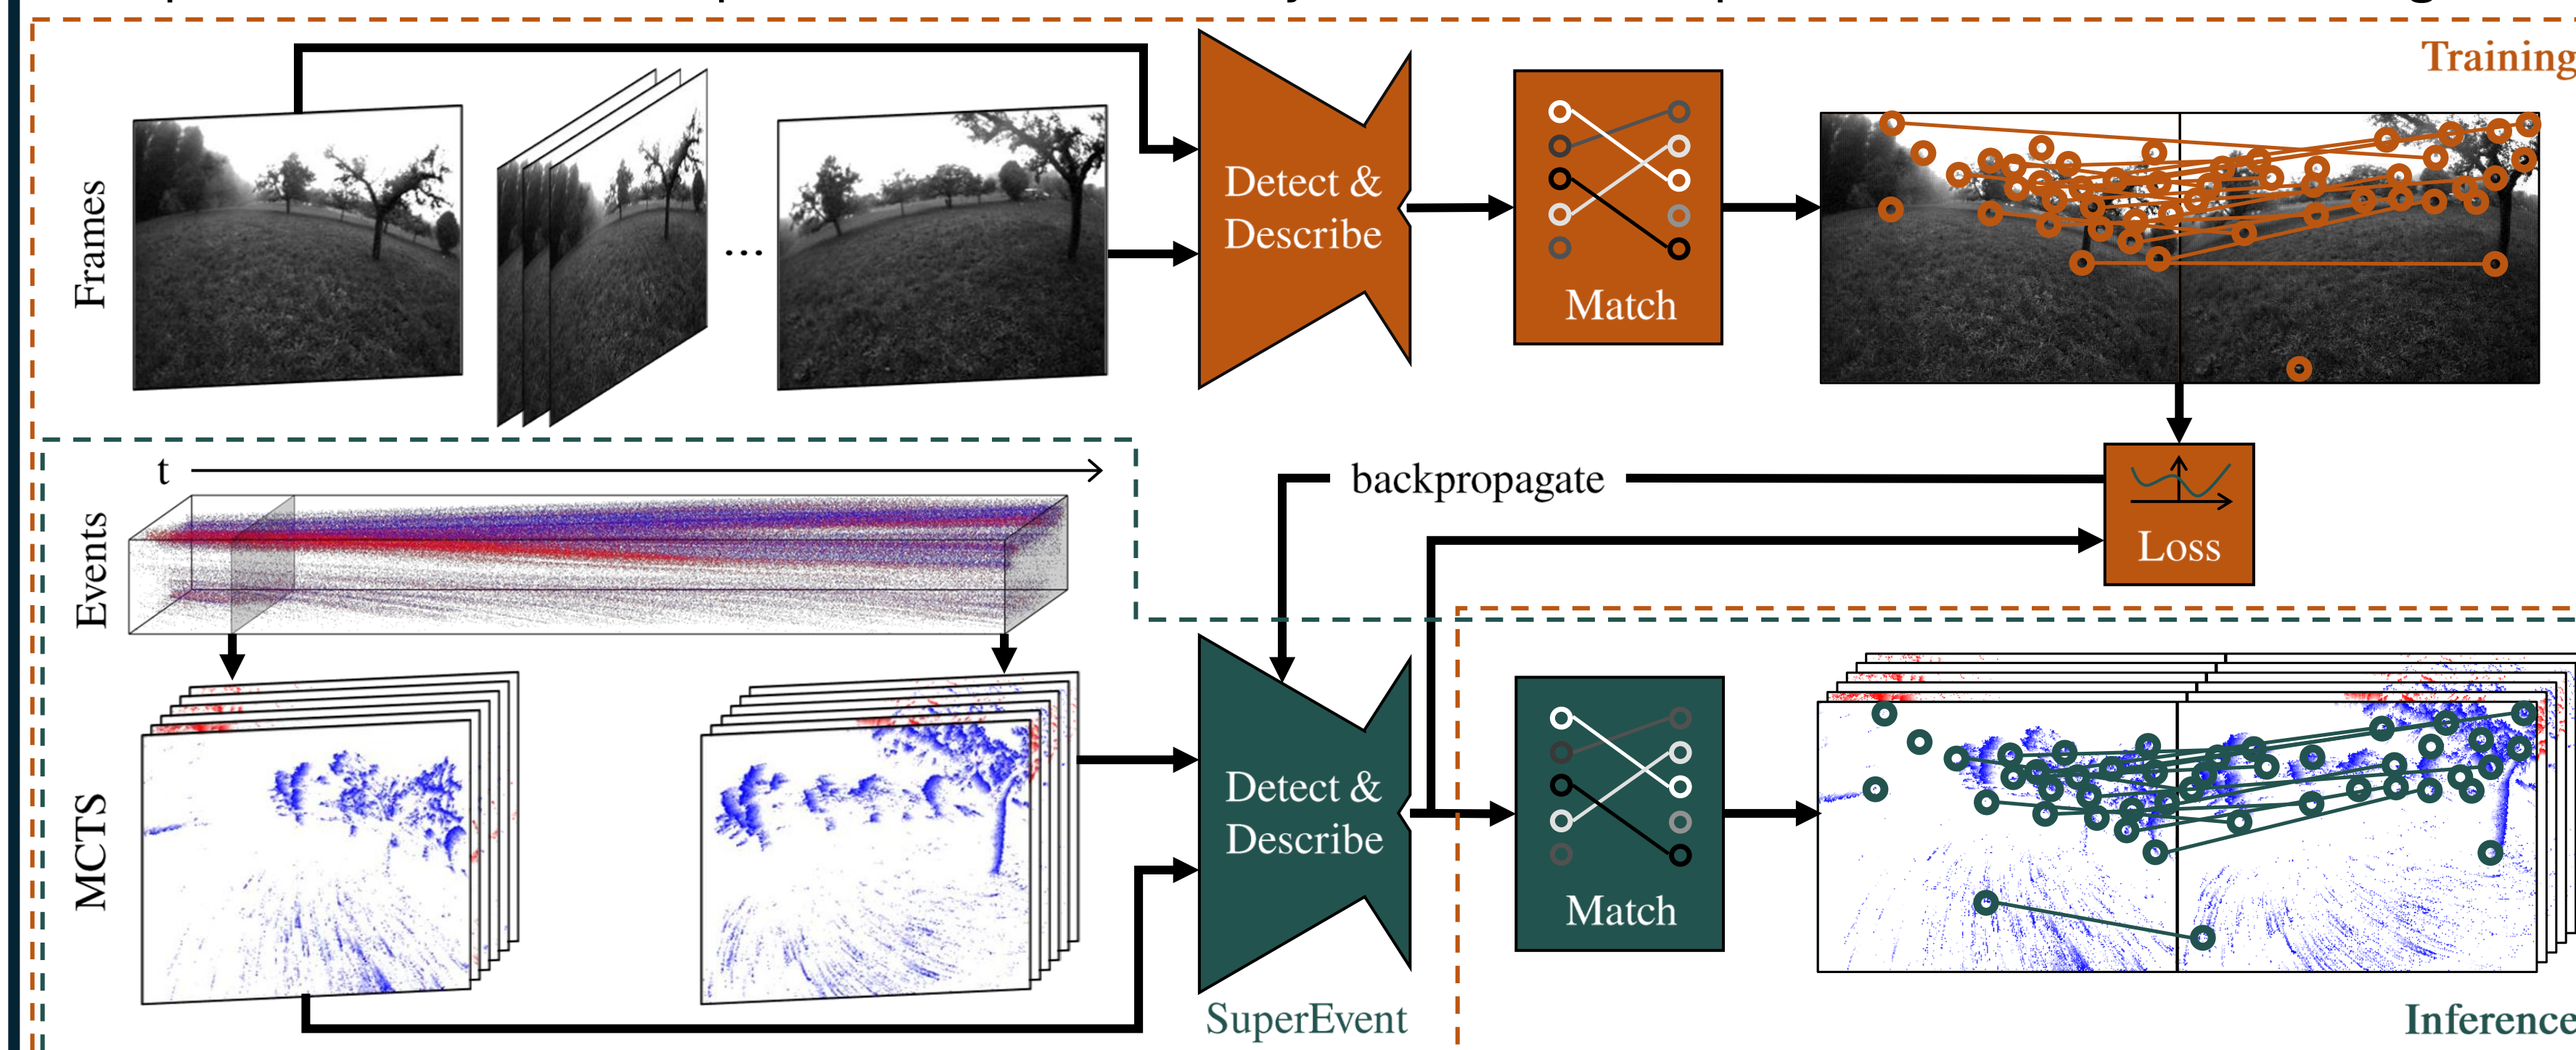 Training
Frames
Detect &
Describe
Match
...
t
backpropagate
Events
Loss
MCTS
Detect &
Describe
Match
SuperEvent
Inference